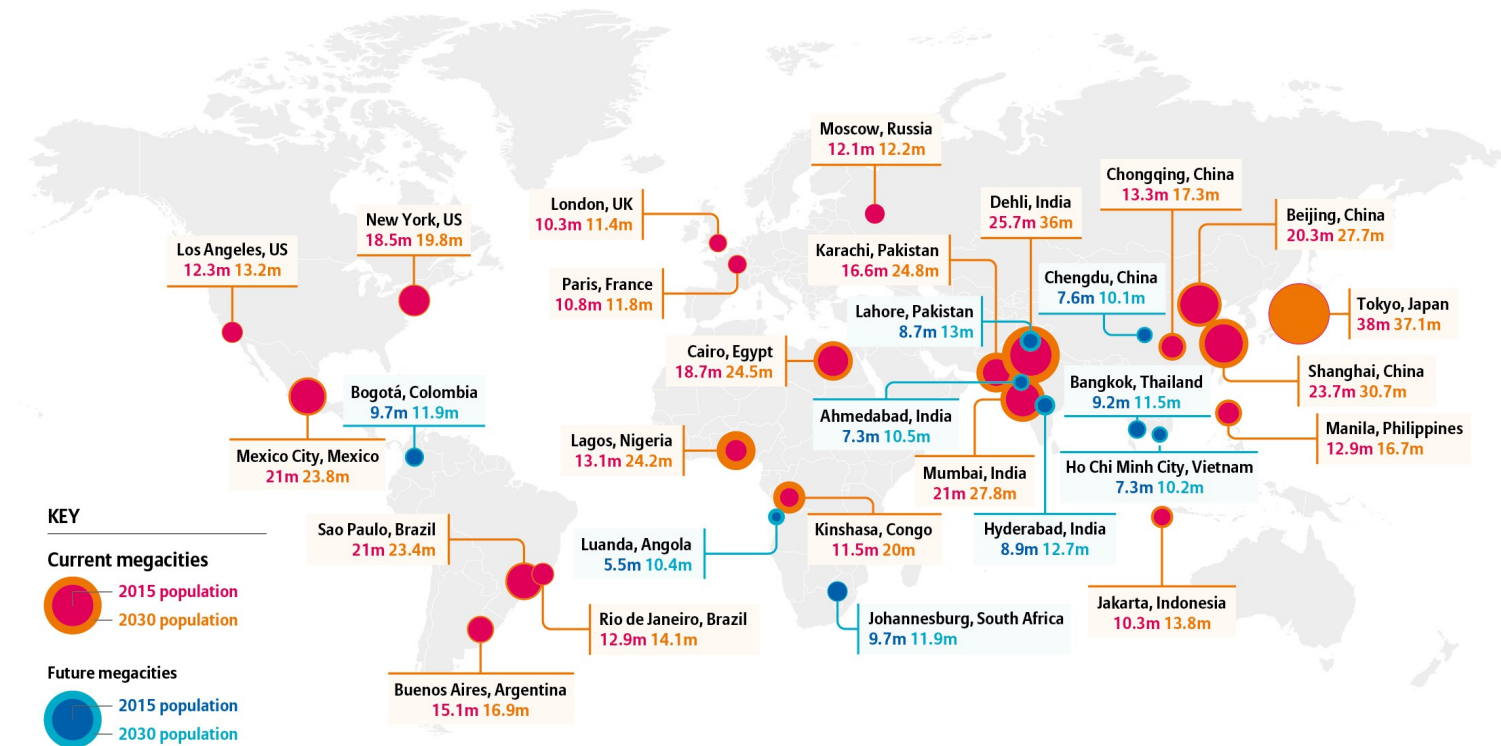 Moscow, Russia
12.1m 12.2m
Chongqing, China
13.3m 17.3m
London, UK
10.3m 11.4m
Dehli, India
25.7m 36m
New York, US
18.5m 19.8m
Beijing, China
20.3m 27.7m
Los Angeles, US
12.3m 13.2m
Karachi, Pakistan
16.6m 24.8m
Chengdu, China
7.6m 10.1m
Paris, France
10.8m 11.8m
Lahore, Pakistan
8.7m 13m
Tokyo, Japan
38m 37.1m
Cairo, Egypt
18.7m 24.5m
Shanghai, China
23.7m 30.7m
Bogotá, Colombia
9.7m 11.9m
Bangkok, Thailand
9.2m 11.5m
Ahmedabad, India
7.3m 10.5m
Manila, Philippines
12.9m 16.7m
Lagos, Nigeria
13.1m 24.2m
Mexico City, Mexico
21m 23.8m
Mumbai, India
21m 27.8m
Ho Chi Minh City, Vietnam
7.3m 10.2m
KEY
Sao Paulo, Brazil
21m 23.4m
Luanda, Angola
5.5m 10.4m
Kinshasa, Congo
11.5m 20m
Hyderabad, India
8.9m 12.7m
Current megacities
2015 population
2030 population
Jakarta, Indonesia
10.3m 13.8m
Rio de Janeiro, Brazil
12.9m 14.1m
Johannesburg, South Africa
9.7m 11.9m
Future megacities
2015 population
2030 population
Buenos Aires, Argentina
15.1m 16.9m